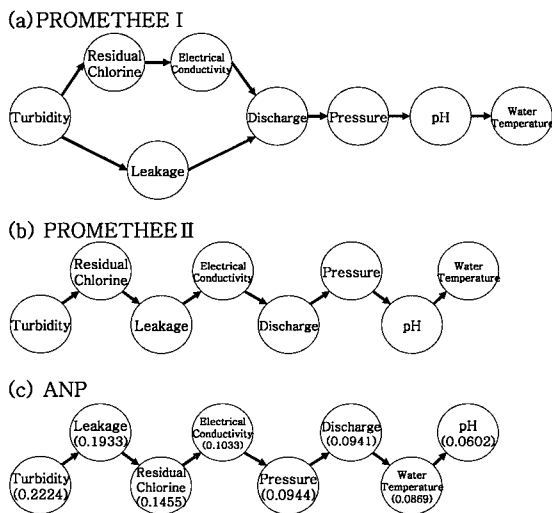 (a) PROMETHEE I
Residual
Chlorine
Electrical
Conductivity
Turbidity
Discharge
Pressure
pH
Water
Temperature
Leakage
(b) PROMETHEE II
Residual
Chlorine
Electrical
Conductivity
Pressure
Water
Temperature
Turbidity
Leakage
Discharge
pH
(c) ANP
Leakage
(0.1933)
Electrical
Conductivity
(0.1033)
Discharge
(0.0941)
pH
(0.0602)
Turbidity
(0.2224)
Residual
Chlorine
(0.1455)
Pressure
(0.0944)
Water
Temperature
(0.0869)